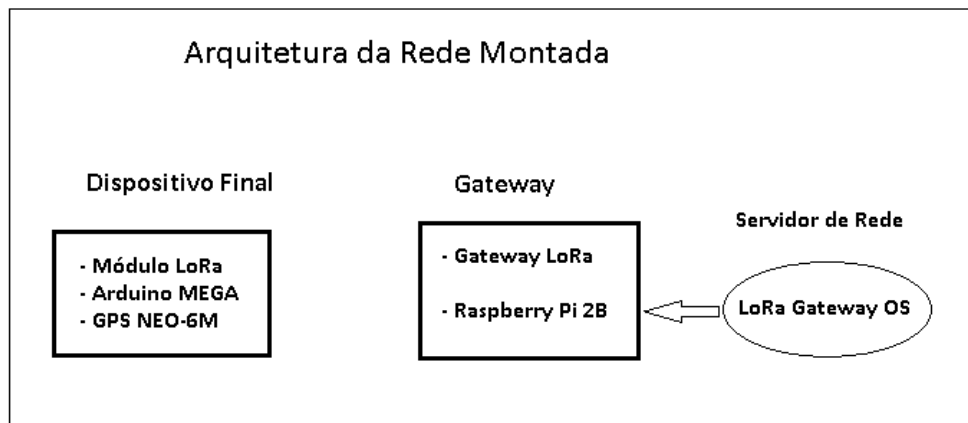 Arquitetura da Rede Montada
Dispositivo Final
- Módulo LoRa
- Arduino MEGA
- GPS NEO-6M
Gateway
- Gateway LoRa
- Raspberry Pi 2B
Servidor de Rede
LoRa Gateway OS